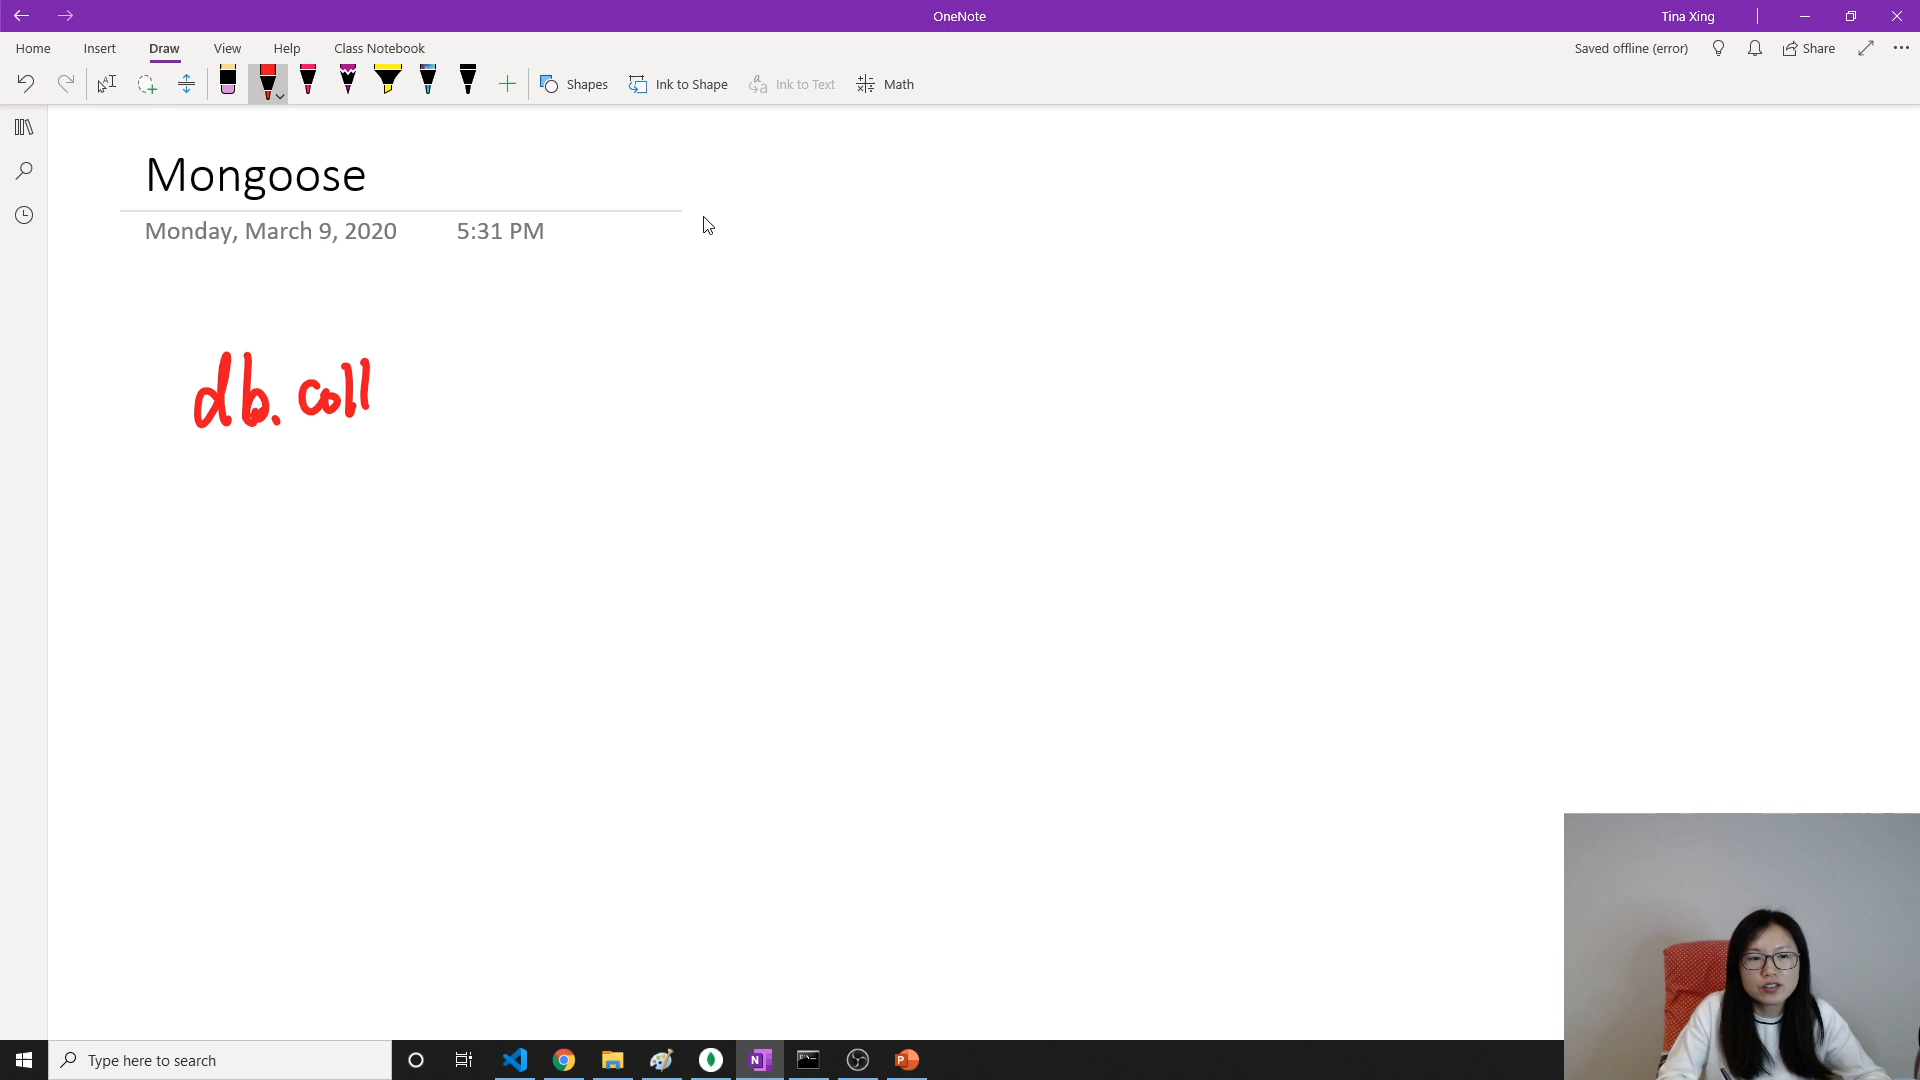 OneNote
Tina Xing
Home Insert Draw View Help Class Notebook
Saved offline (error) Share
Shapes Ink to Shape Ink to Text Math
Mongoose
Monday, March 9, 2020 5:31 PM
db. coll
Type here to search